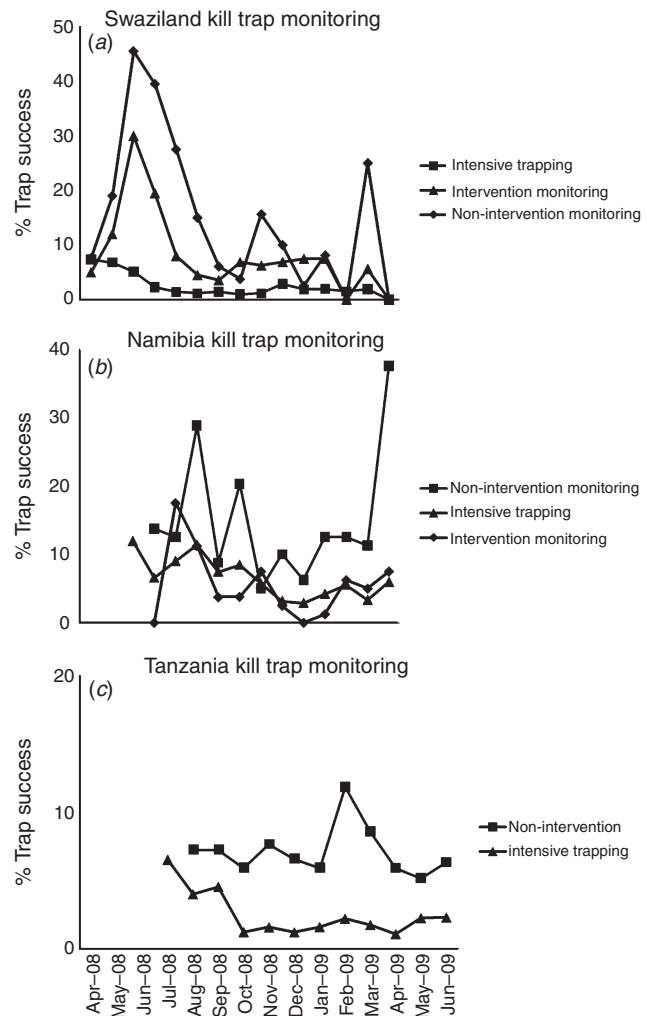 Swaziland kill trap monitoring
(a)
50
40
30
20
10
0
% Trap success
Intensive trapping
Intervention monitoring
Non-intervention monitoring
Namibia kill trap monitoring
(b)
40
30
20
10
0
% Trap success
Non-intervention monitoring
Intensive trapping
Intervention monitoring
Tanzania kill trap monitoring
(c)
20
10
0
% Trap success
Non-intervention
intensive trapping
Apr–08
May–08
Jun–08
Jul–08
Aug–08
Sep–08
Oct–08
Nov–08
Dec–08
Jan–09
Feb–09
Mar–09
Apr–09
May–09
Jun–09